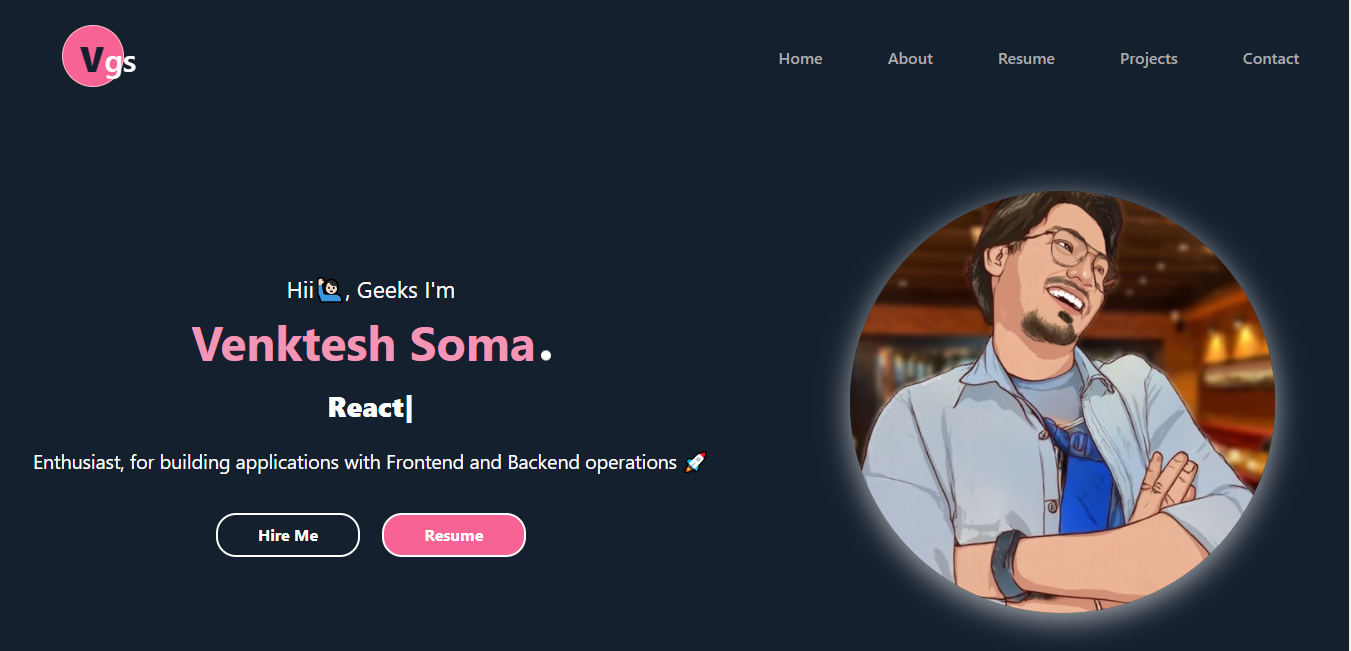 Vgs
Home About Resume Projects Contact
Hii🙋🏻‍♂️, Geeks I'm
Venktesh Soma.
React|
Enthusiast, for building applications with Frontend and Backend operations 🚀
Hire Me Resume